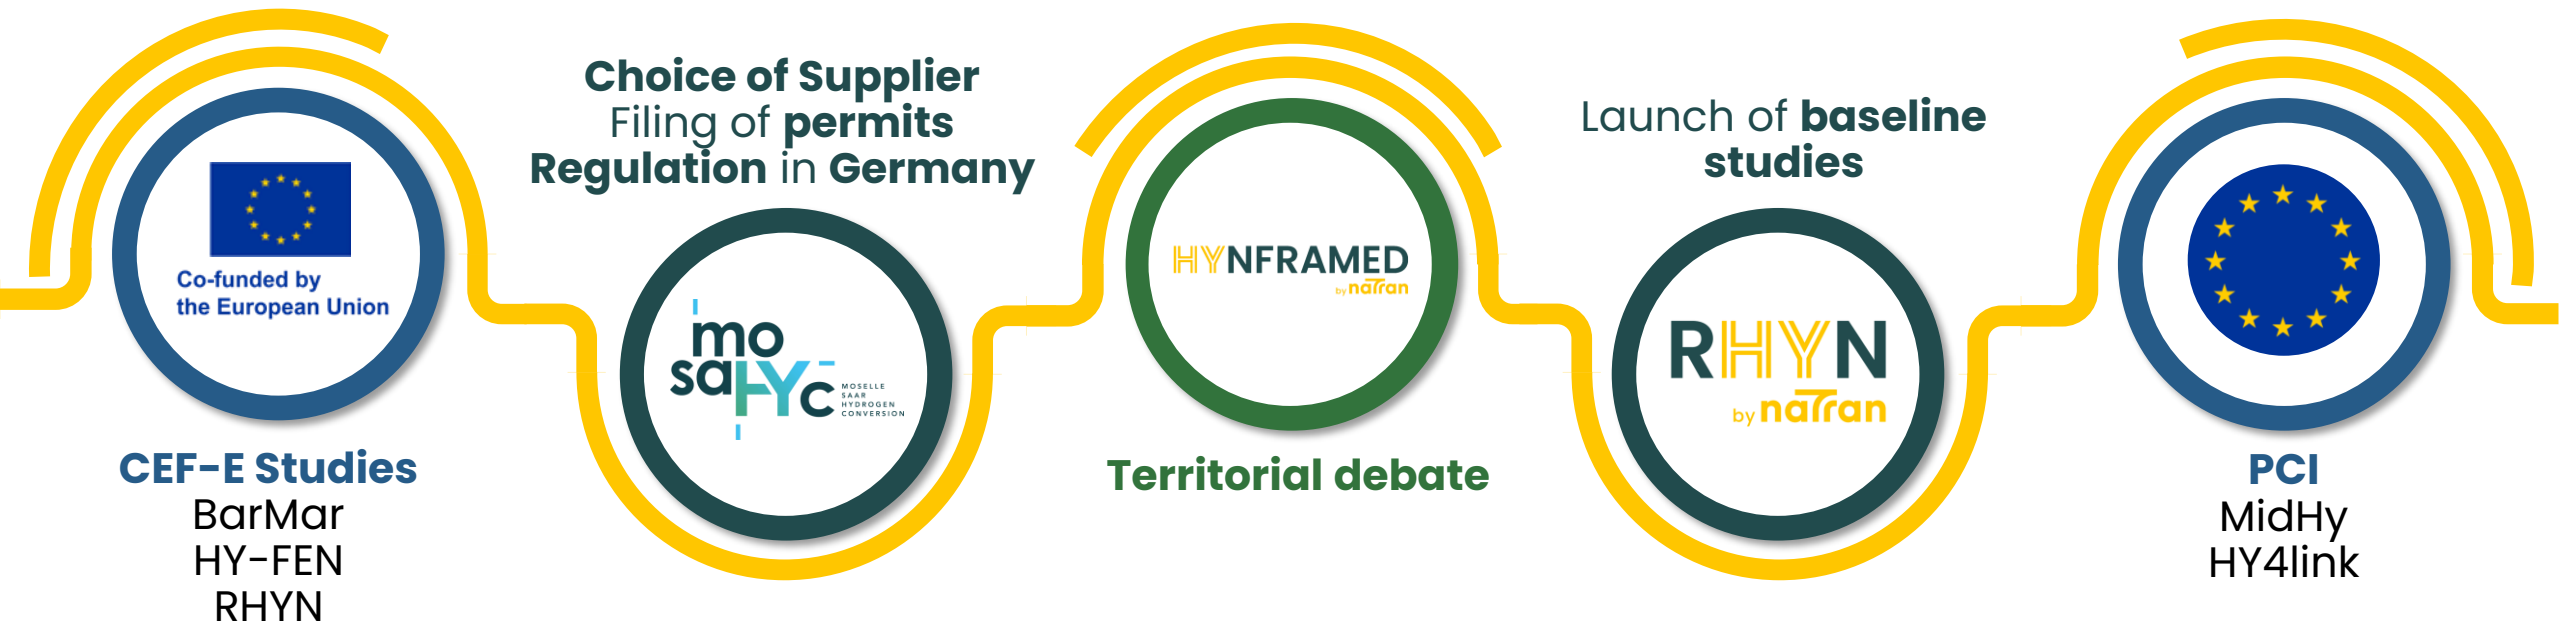 Co-funded by
the European Union
CEF-E Studies
BarMar
HY-FEN
RHYN
Choice of Supplier
Filing of permits
Regulation in Germany
mo
saHYc
MOSELLE
SAAR
HYDROGEN
CONVERSION
HYNFRAMED
by naTran
Territorial debate
Launch of baseline
studies
RHYN
by naTran
PCI
MidHy
HY4link